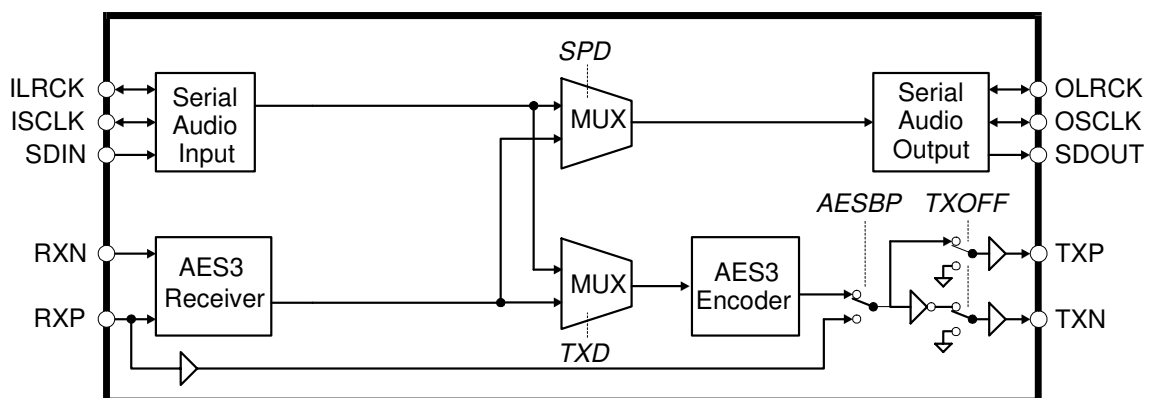 SPD
ILRCK
ISCLK
SDIN
Serial
Audio
Input
MUX
Serial
Audio
Output
OLRCK
OSCLK
SDOUT
AESBP
TXOFF
RXN
RXP
AES3
Receiver
MUX
TXD
AES3
Encoder
TXP
TXN